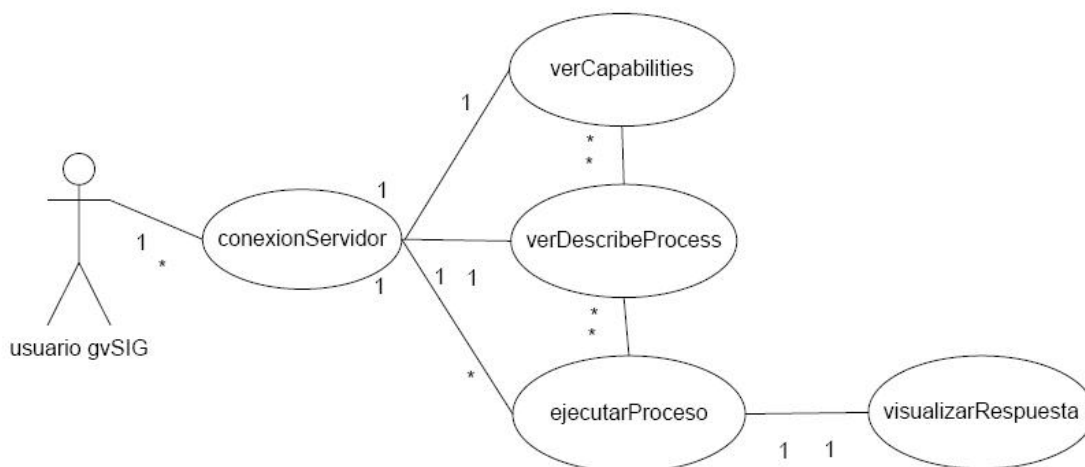 verCapabilities
1
*
*
1
conexionServidor
verDescribeProcess
1
*
1
1
1
*
*
usuario gvSIG
*
ejecutarProceso
visualizarRespuesta
1
1